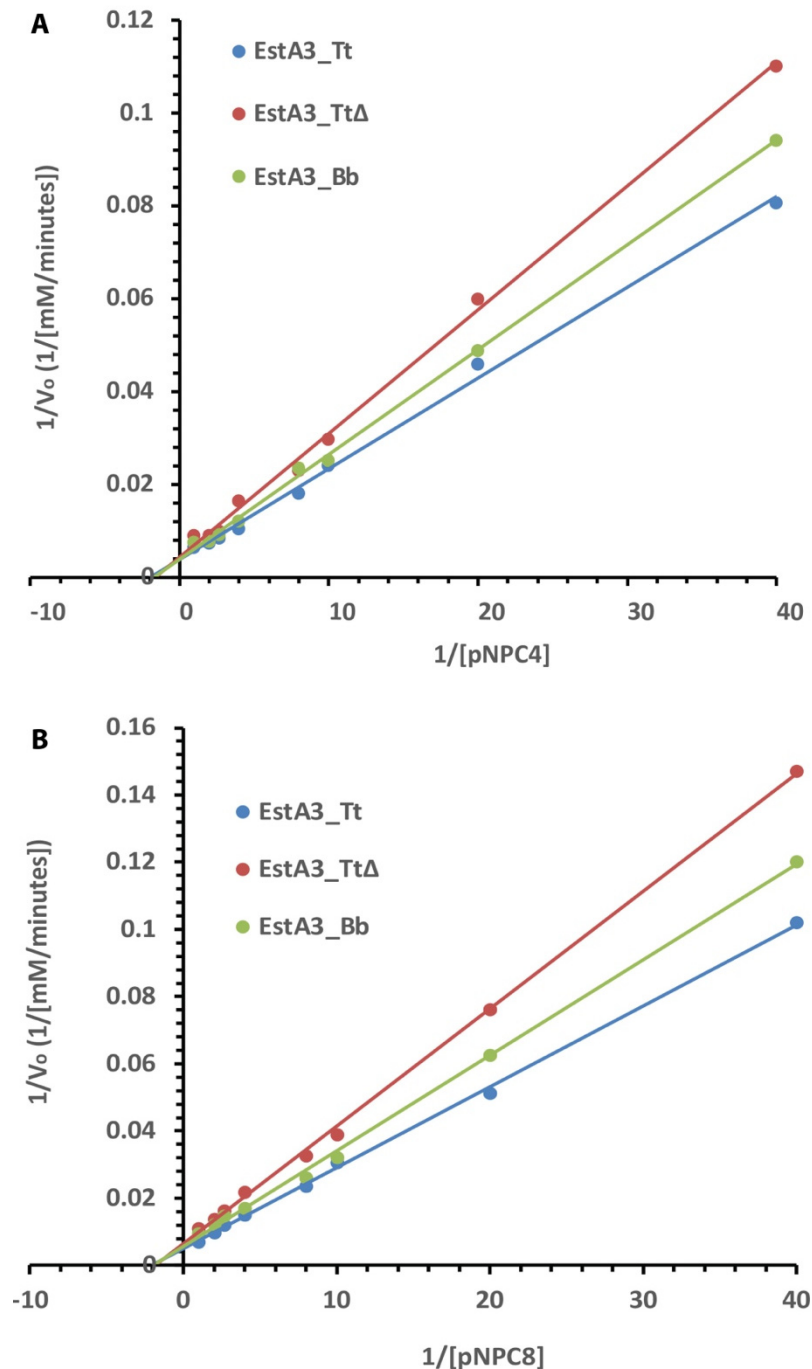 A
0.12
0.1
0.08
0.06
0.04
0.02
0
1/Vo (1/[mM/minutes])
EstA3_Tt
EstA3_TtΔ
EstA3_Bb
-10 0 10 20 30 40
1/[pNPC4]
B
0.16
0.14
0.12
0.1
0.08
0.06
0.04
0.02
0
1/Vo (1/[mM/minutes])
EstA3_Tt
EstA3_TtΔ
EstA3_Bb
-10 0 10 20 30 40
1/[pNPC8]